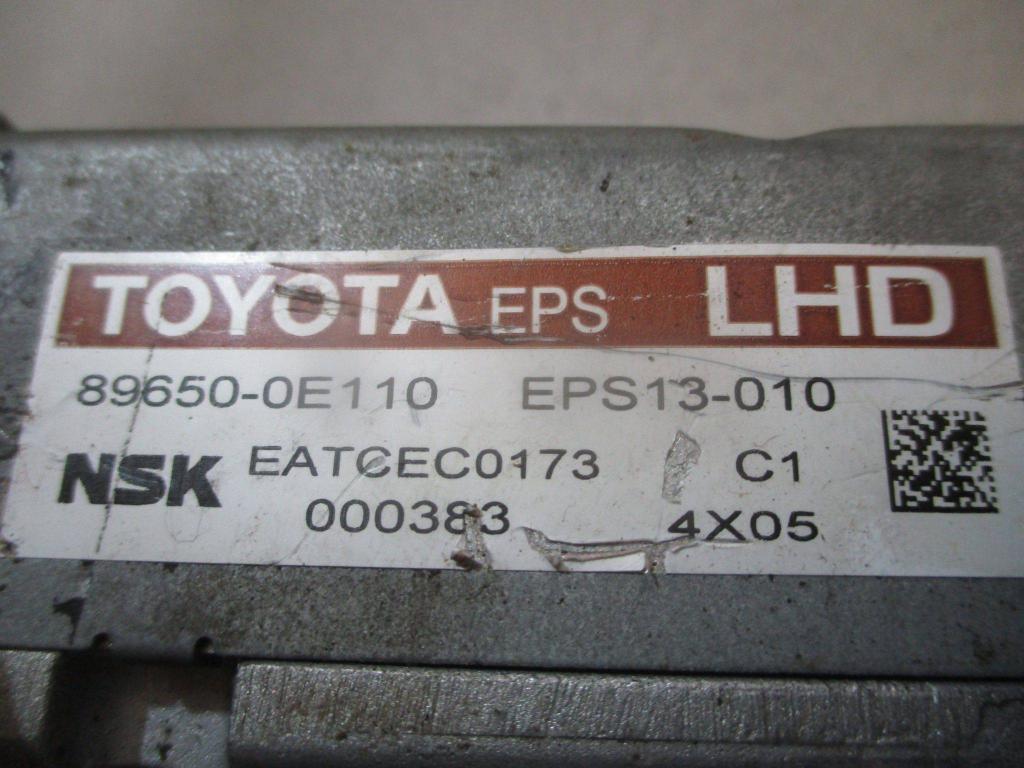 TOYOTA EPS LHD
89650-0E110 EPS13-010
NSK EATCEC0173 C1
000383 4X05